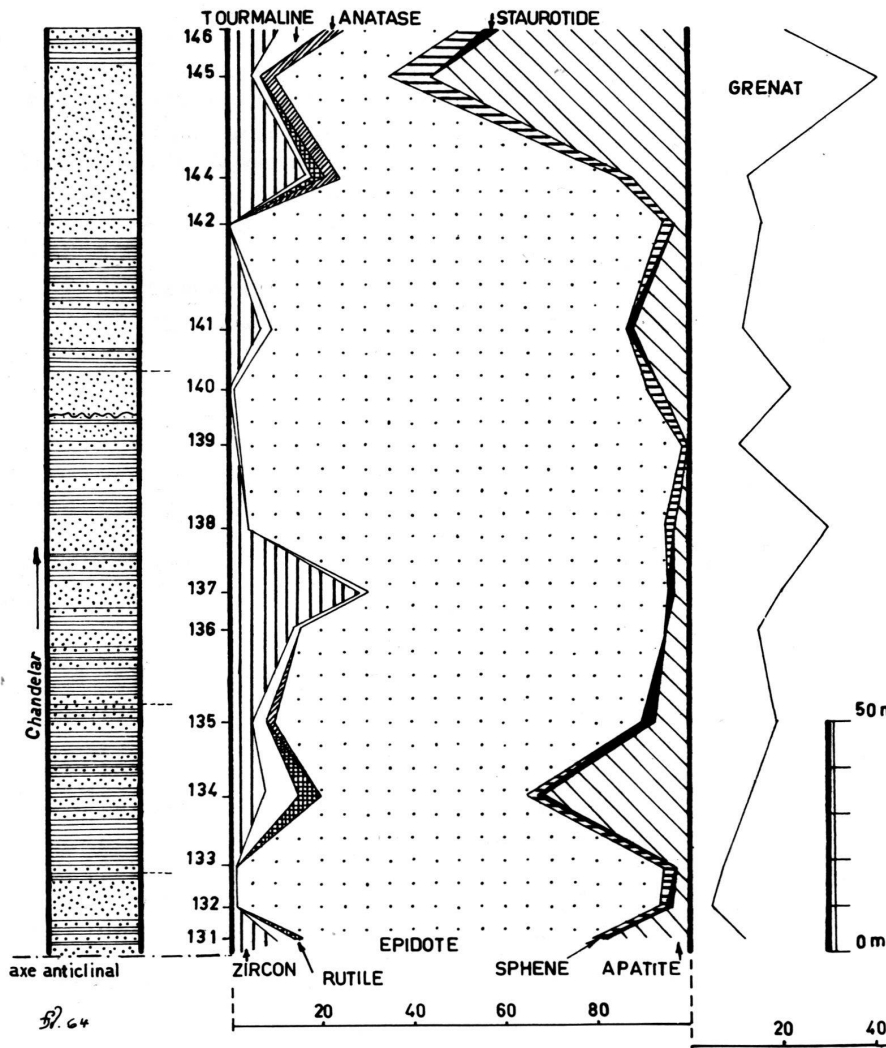 TOURMALINE ANATASE STAUROTIDE
GRENAT
146
145
144
142
141
140
139
138
137
136
135
134
133
132
131
Chandelar
50 m
0 m
EPIDOTE
axe anticlinal
ZIRCON RUTILE SPHENE APATITE
20 40 60 80
20 40
64